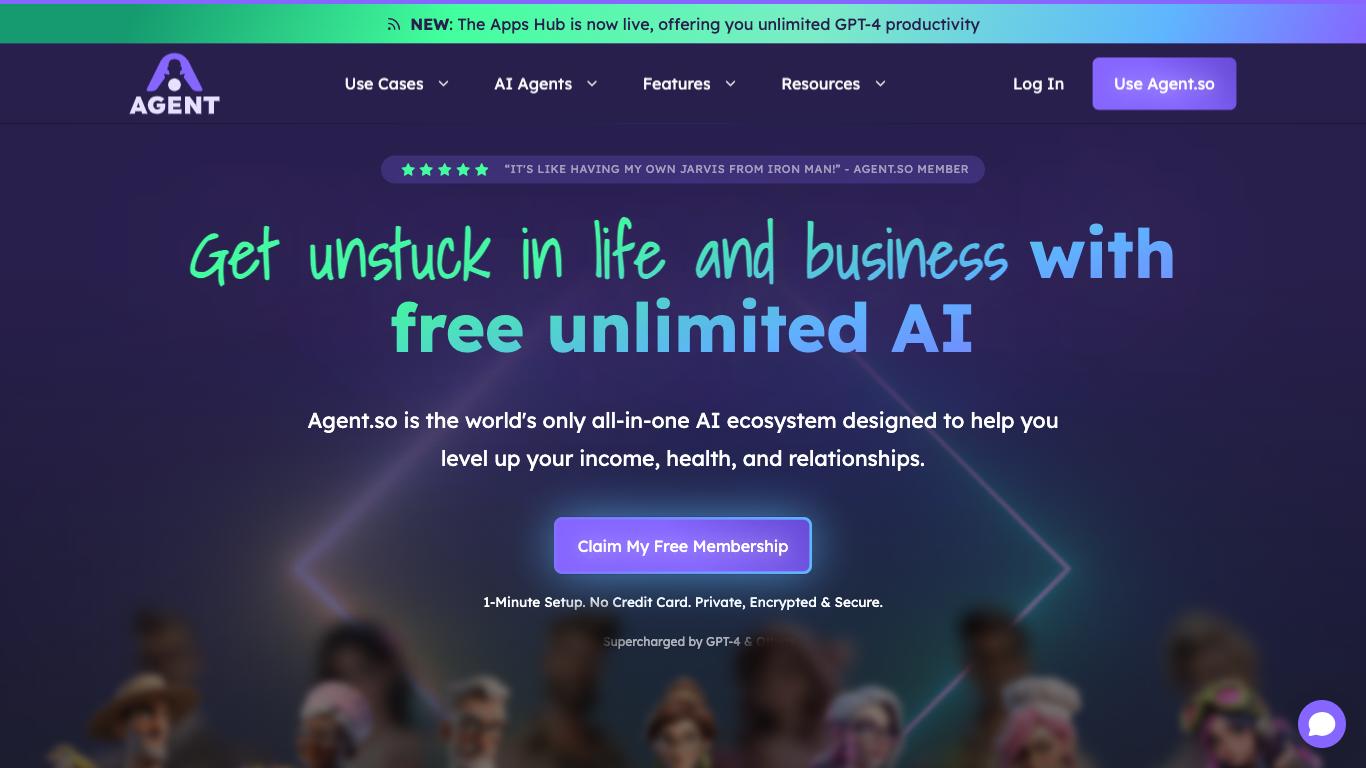 NEW: The Apps Hub is now live, offering you unlimited GPT-4 productivity
AGENT
Use Cases
AI Agents
Features
Resources
Log In
Use Agent.so
“IT'S LIKE HAVING MY OWN JARVIS FROM IRON MAN!” - AGENT.SO MEMBER
Get unstuck in life and business with
free unlimited AI
Agent.so is the world's only all-in-one AI ecosystem designed to help you
level up your income, health, and relationships.
Claim My Free Membership
1-Minute Setup. No Credit Card. Private, Encrypted & Secure.
Supercharged by GPT-4 &